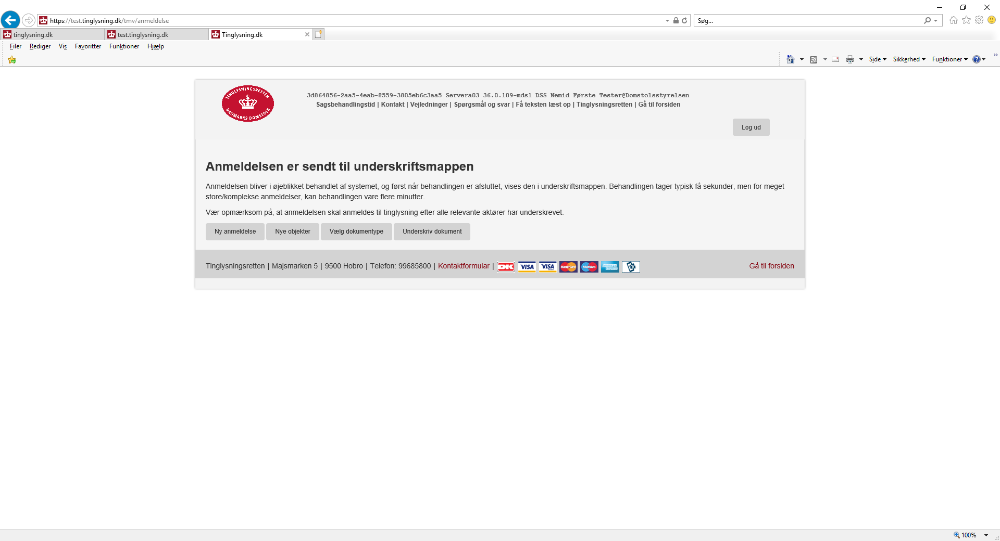 https://test.tinglysning.dk/tmv/anmeldelse
Søg...
tinglysning.dk
test.tinglysning.dk
Tinglysning.dk
Filer Rediger Vis Favoritter Funktioner Hjælp
Side Sikkerhed Funktioner
TINGLYSNINGSRETTEN
DANMARKS DOMSTOLE
3d864856-2aa5-4eab-8559-3805eb6c3aa5 Servera03 36.0.109-mds1 DSS Nemid Første Tester@Domstolsstyrelsen
Sagsbehandlingstid | Kontakt | Vejledninger | Spørgsmål og svar | Få teksten læst op | Tinglysningsretten | Gå til forsiden
Log ud
Anmeldelsen er sendt til underskriftsmappen
Anmeldelsen bliver i øjeblikket behandlet af systemet, og først når behandlingen er afsluttet, vises den i underskriftsmappen. Behandlingen tager typisk få sekunder, men for meget
store/komplekse anmeldelser, kan behandlingen vare flere minutter.
Vær opmærksom på, at anmeldelsen skal anmeldes til tinglysning efter alle relevante aktører har underskrevet.
Ny anmeldelse Nye objekter Vælg dokumentype Underskriv dokument
Tinglysningsretten | Majsmarken 5 | 9500 Hobro | Telefon: 99685800 | Kontaktformular | DK VISA VISA MasterCard Maestro Gå til forsiden
100%